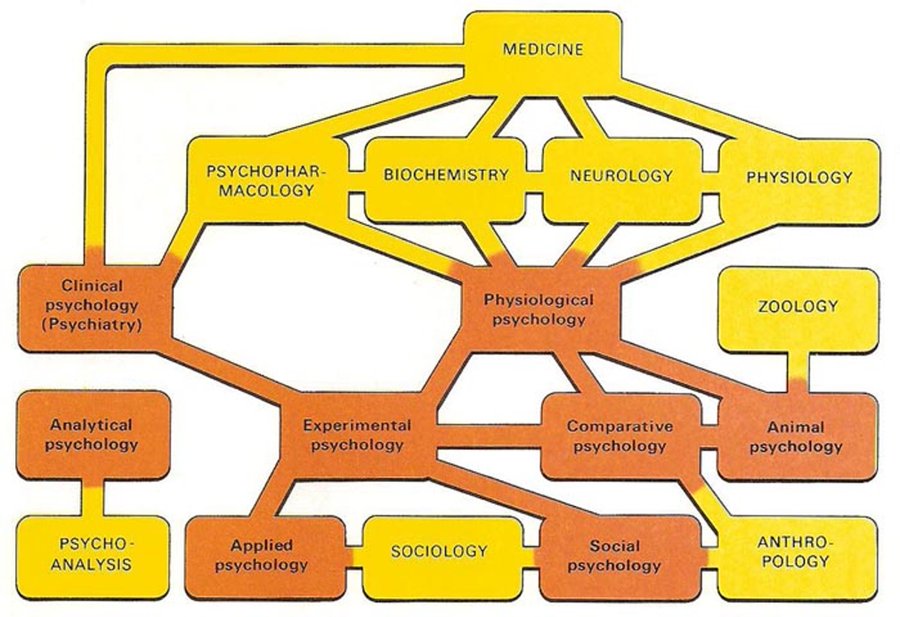 MEDICINE
PSYCHOPHAR-
MACOLOGY
BIOCHEMISTRY
NEUROLOGY
PHYSIOLOGY
Clinical
psychology
(Psychiatry)
Physiological
psychology
ZOOLOGY
Analytical
psychology
Experimental
psychology
Comparative
psychology
Animal
psychology
PSYCHO-
ANALYSIS
Applied
psychology
SOCIOLOGY
Social
psychology
ANTHRO-
POLOGY